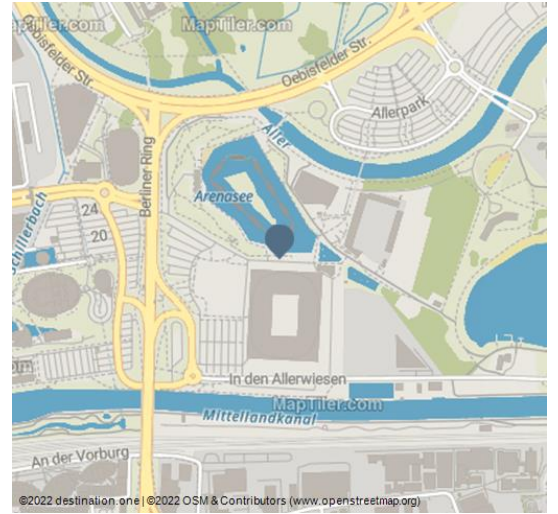 MapTiler.com
MapTiler.com
Oebisfelder Str.
Oebisfelder Str.
Allerpark
Aller
Berliner Ring
Arenasee
Schillerbach
24
20
In den Allerwiesen
MapTiler.com
Mittellandkanal
An der Vorburg
©2022 destination.one | ©2022 OSM & Contributors (www.openstreetmap.org)